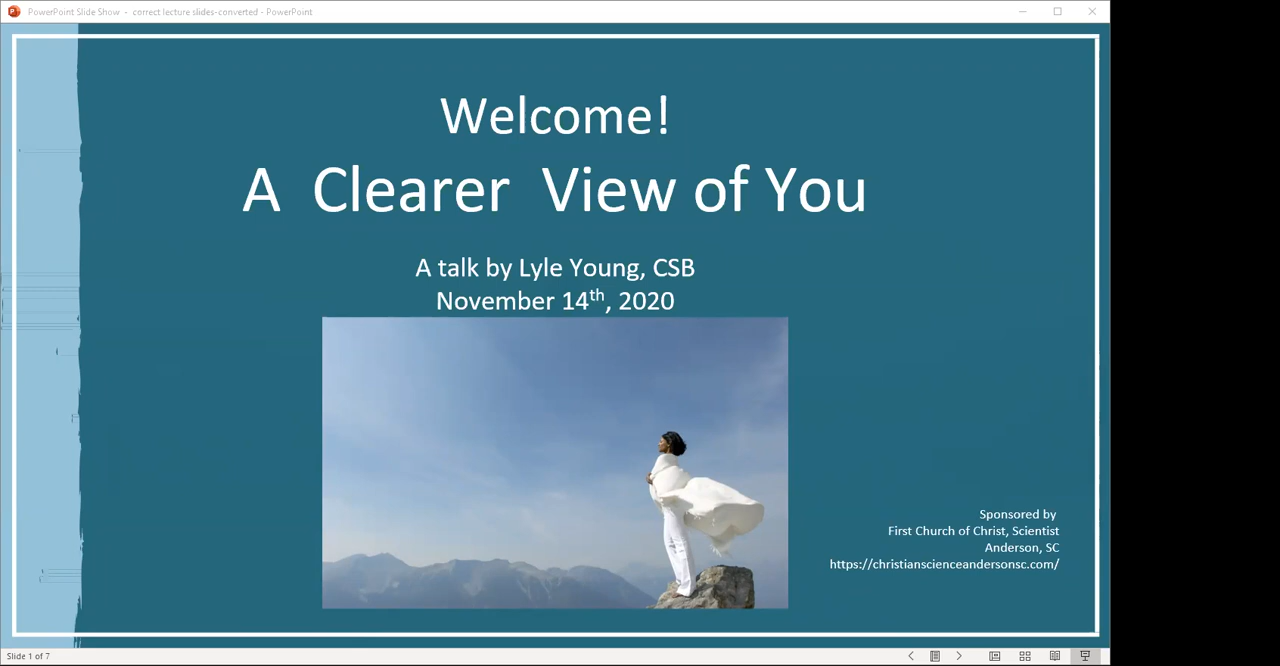 PowerPoint Slide Show - correct lecture slides-converted - PowerPoint
Welcome!
A Clearer View of You
A talk by Lyle Young, CSB
November 14th, 2020
Sponsored by
First Church of Christ, Scientist
Anderson, SC
https://christianscienceandersonsc.com/
Slide 1 of 7